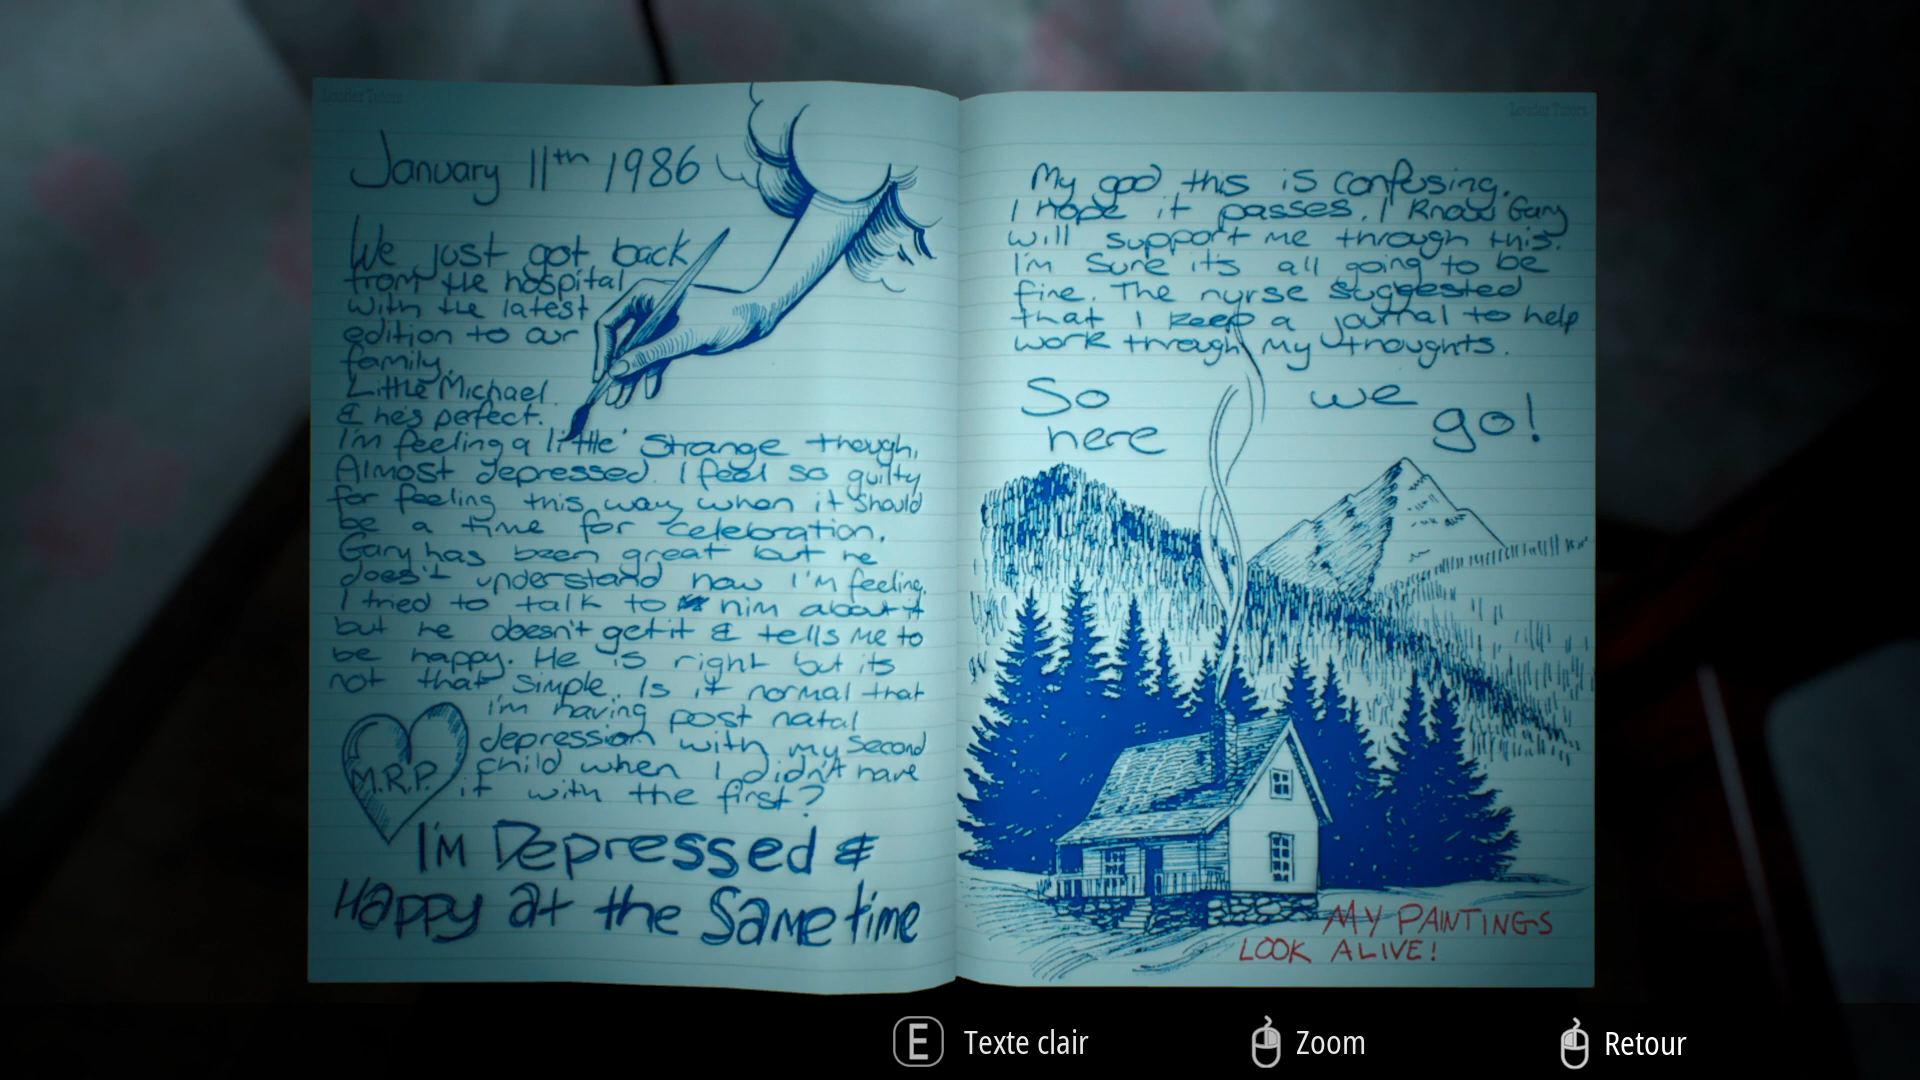 January 11th 1986
We just got back
from the hospital
with the latest
edition to our
family.
Little Michael
& he's perfect.
I'm feeling a little strange though,
Almost depressed. I feel so guilty
for feeling this way when it should
be a time for celebration.
Gary has been great but he
does't understand how I'm feeling.
I tried to talk to him about it
but he doesn't get it & tells me to
be happy. He is right but its
not that simple. Is it normal that
i'm having post natal
depression with my second
child when I didn't have
it with the first?
M.R.P.
I'm Depressed &
Happy at the Same time
My god this is confusing.
I hope it passes. I know Gary
will support me through this.
I'm sure it's all going to be
fine. The nurse suggested
that I keep a journal to help
work through my thoughts.
So we
here go!
MY PAINTINGS
LOOK ALIVE!
E Texte clair Zoom Retour